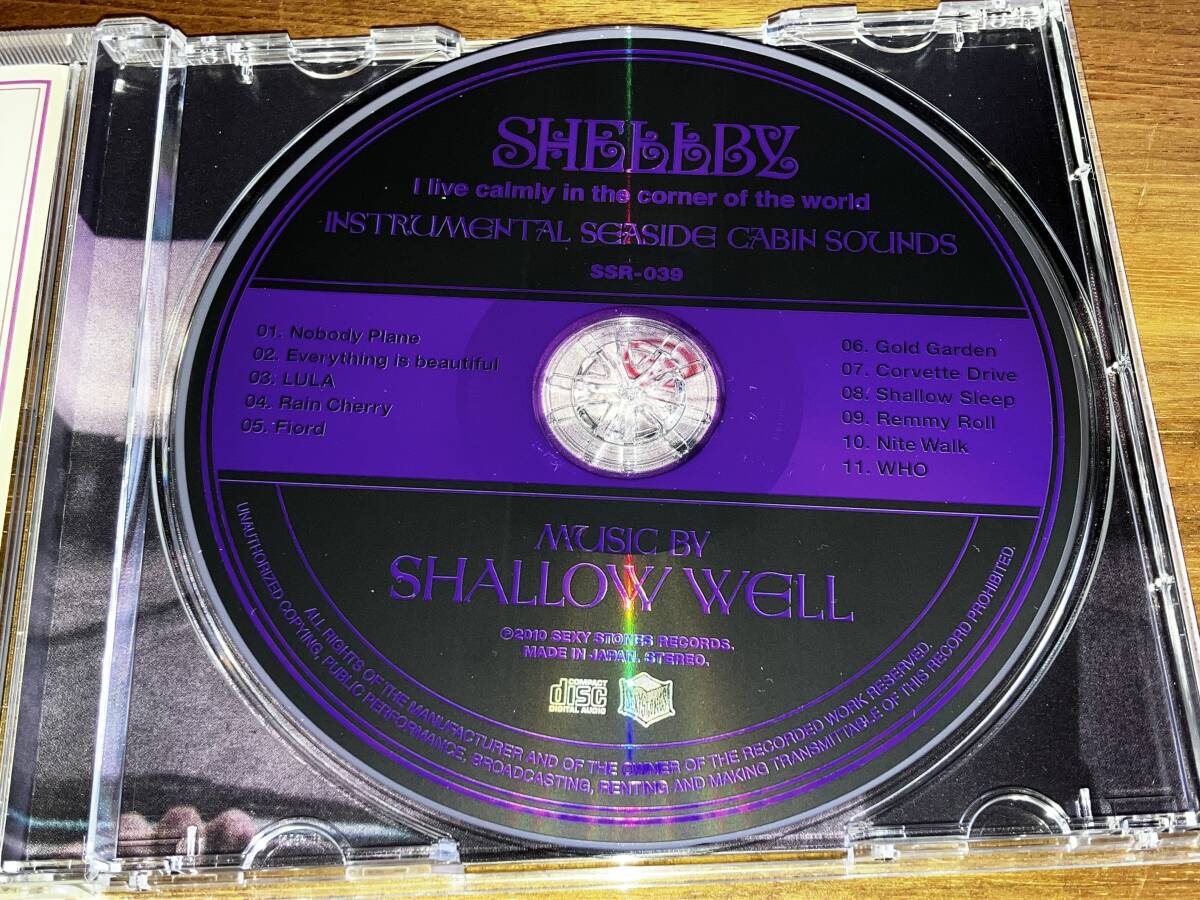 SHELLBY
I live calmly in the corner of the world
INSTRUMENTAL SEASIDE CABIN SOUNDS
SSR-039
01. Nobody Plane
02. Everything is beautiful
03. LULA
04. Rain Cherry
05. Fiord
06. Gold Garden
07. Corvette Drive
08. Shallow Sleep
09. Remmy Roll
10. Nite Walk
11. WHO
MUSIC BY
SHALLOW WELL
©2010 SEXY STONES RECORDS.
MADE IN JAPAN. STEREO.
COMPACT
disc
DIGITAL AUDIO
ALL RIGHTS OF THE MANUFACTURER AND OF THE OWNER OF THE RECORDED WORK RESERVED.
UNAUTHORIZED COPYING, PUBLIC PERFORMANCE, BROADCASTING, RENTING AND MAKING TRANSMITTABLE OF THIS RECORD PROHIBITED.